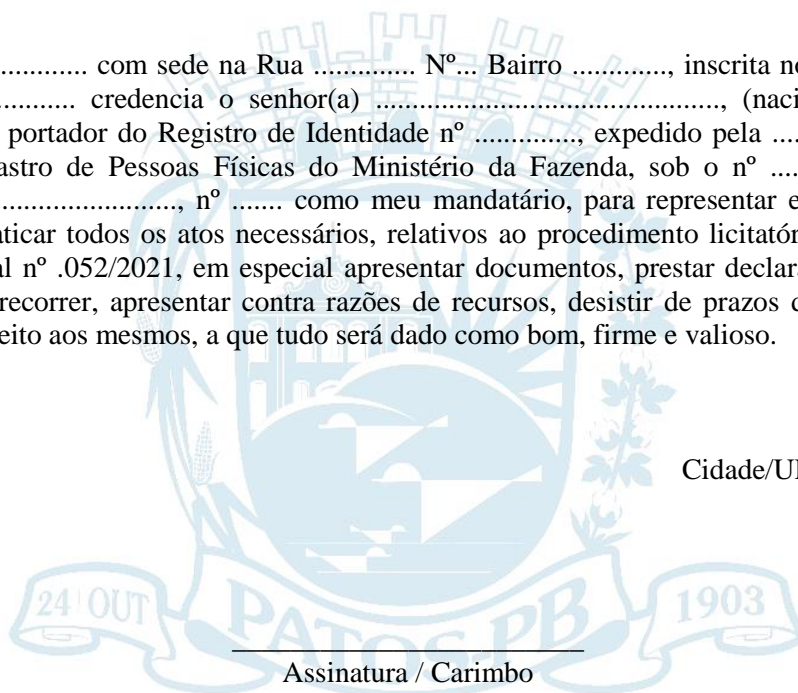 ............. com sede na Rua ............. Nº... Bairro ............., inscrita no
............ credencia o senhor(a) ......................................., (naci
portador do Registro de Identidade nº ............., expedido pela .....
astro de Pessoas Físicas do Ministério da Fazenda, sob o nº .....
........................, nº ....... como meu mandatário, para representar e
aticar todos os atos necessários, relativos ao procedimento licitatór
al nº .052/2021, em especial apresentar documentos, prestar declara
recorrer, apresentar contra razões de recursos, desistir de prazos
eito aos mesmos, a que tudo será dado como bom, firme e valioso.
Cidade/U
24 OUT PATOS-PB 1903
Assinatura / Carimbo